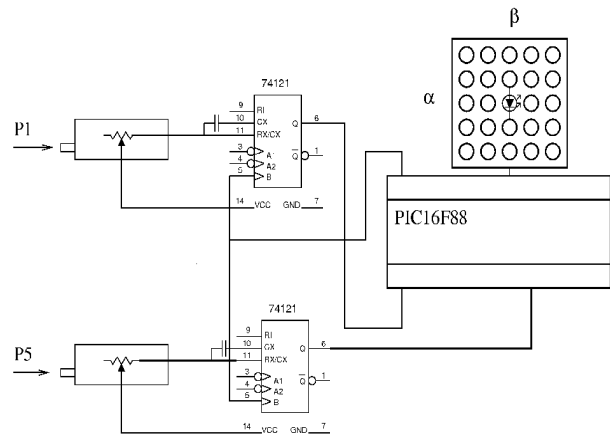 β
α
74121
9 RI
10 CX
11 RX/CX
3 A1
4 A2
5 B
14 VCC GND 7
Q 6
Q 1
P1
PIC16F88
74121
9 RI
10 CX
11 RX/CX
3 A1
4 A2
5 B
14 VCC GND 7
Q 6
Q 1
P5